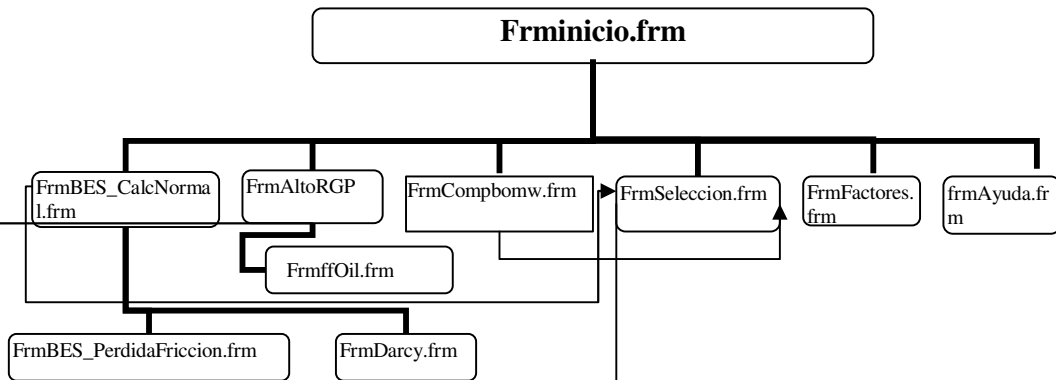 Frminicio.frm
FrmBES_CalcNorma
l.frm
FrmAltoRGP
FrmCompbomw.frm
FrmSeleccion.frm
FrmFactores.
frm
frmAyuda.fr
m
FrmffOil.frm
FrmBES_PerdidaFriccion.frm
FrmDarcy.frm